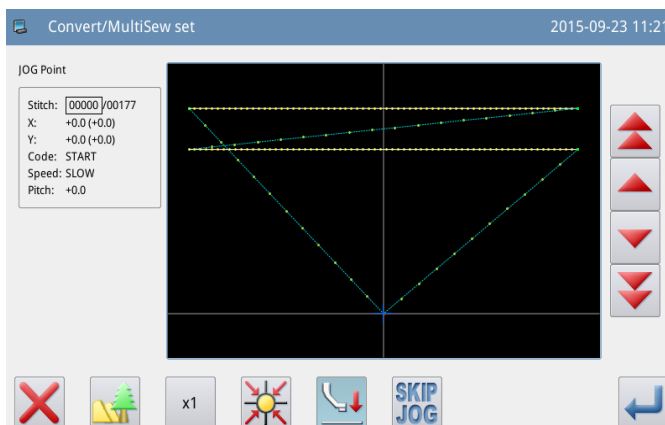 Convert/MultiSew set 2015-09-23 11:21
JOG Point
Stitch: 00000/00177
X: +0.0 (+0.0)
Y: +0.0 (+0.0)
Code: START
Speed: SLOW
Pitch: +0.0
x1
SKIP
JOG